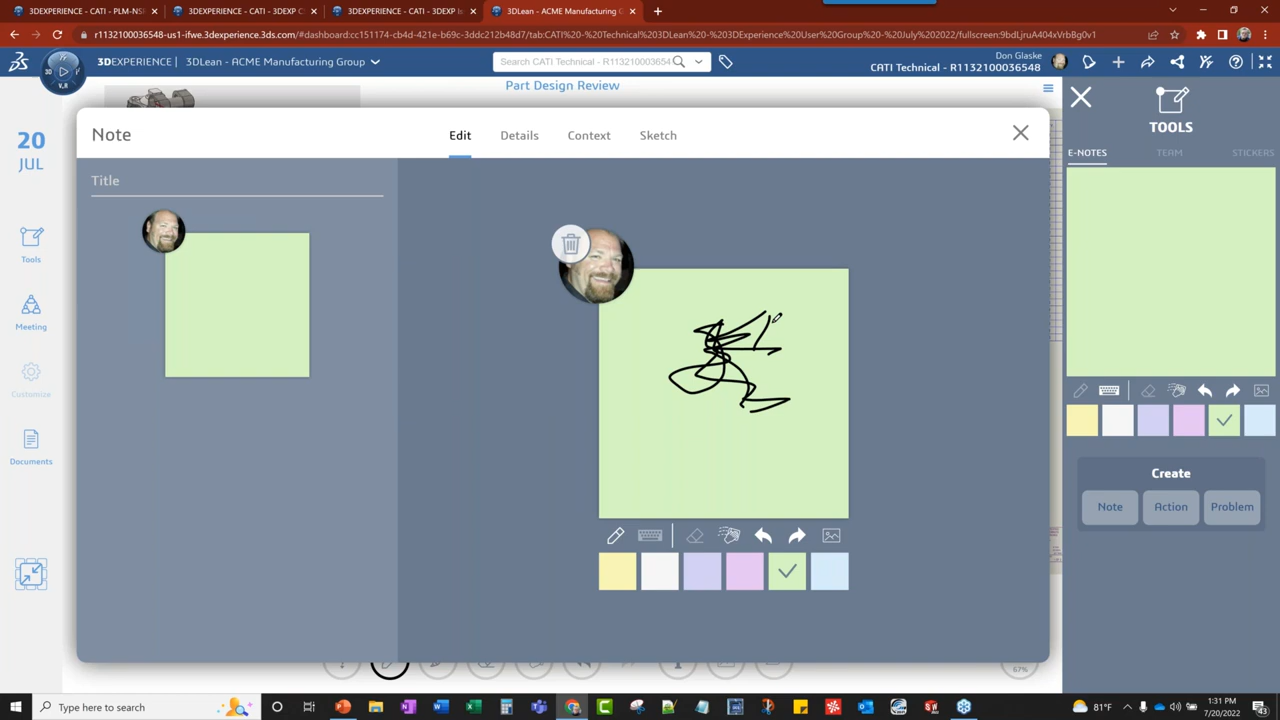 3DEXPERIENCE - CATI - PLM-NS
3DEXPERIENCE - CATI - 3DEXP C
3DEXPERIENCE - CATI - 3DEXP Is
3DLean - ACME Manufacturing G
r1132100036548-us1-ifwe.3dexperience.3ds.com/#dashboard:cc151174-cb4d-421e-b69c-3ddc212b48d7/tab:CATI%20-%20Technical%203DLean%20-%203DExperience%20User%20Group%20-%20July%202022/fullscreen:9bdLjruA404xVrbBg0v1
3DEXPERIENCE | 3DLean - ACME Manufacturing Group
Search CATI Technical - R113210003654
Don Glaske
CATI Technical - R1132100036548
3D
V.R
Part Design Review
20
JUL
Tools
Meeting
Customize
Documents
Note
Edit
Details
Context
Sketch
Title
TOOLS
E-NOTES
TEAM
STICKERS
Create
Note
Action
Problem
67%
Type here to search
81°F
1:31 PM
7/20/2022